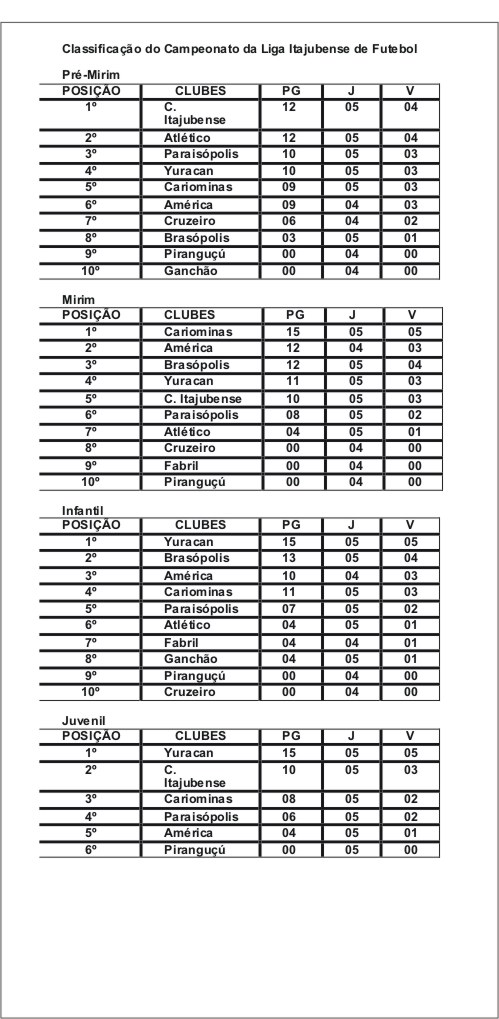 Classificação do Campeonato da Liga Itajubense de Futebol
Pré-Mirim
POSIÇÃO CLUBES PG J V
1º C. Itajubense 12 05 04
2º Atlético 12 05 04
3º Paraisópolis 10 05 03
4º Yuracan 10 05 03
5º Cariominas 09 05 03
6º América 09 04 03
7º Cruzeiro 06 04 02
8º Brasópolis 03 05 01
9º Piranguçú 00 04 00
10º Ganchão 00 04 00
Mirim
POSIÇÃO CLUBES PG J V
1º Cariominas 15 05 05
2º América 12 04 03
3º Brasópolis 12 05 04
4º Yuracan 11 05 03
5º C. Itajubense 10 05 03
6º Paraisópolis 08 05 02
7º Atlético 04 05 01
8º Cruzeiro 00 04 00
9º Fabril 00 04 00
10º Piranguçú 00 04 00
Infantil
POSIÇÃO CLUBES PG J V
1º Yuracan 15 05 05
2º Brasópolis 13 05 04
3º América 10 04 03
4º Cariominas 11 05 03
5º Paraisópolis 07 05 02
6º Atlético 04 05 01
7º Fabril 04 04 01
8º Ganchão 04 05 01
9º Piranguçú 00 04 00
10º Cruzeiro 00 04 00
Juvenil
POSIÇÃO CLUBES PG J V
1º Yuracan 15 05 05
2º C. Itajubense 10 05 03
3º Cariominas 08 05 02
4º Paraisópolis 06 05 02
5º América 04 05 01
6º Piranguçú 00 05 00